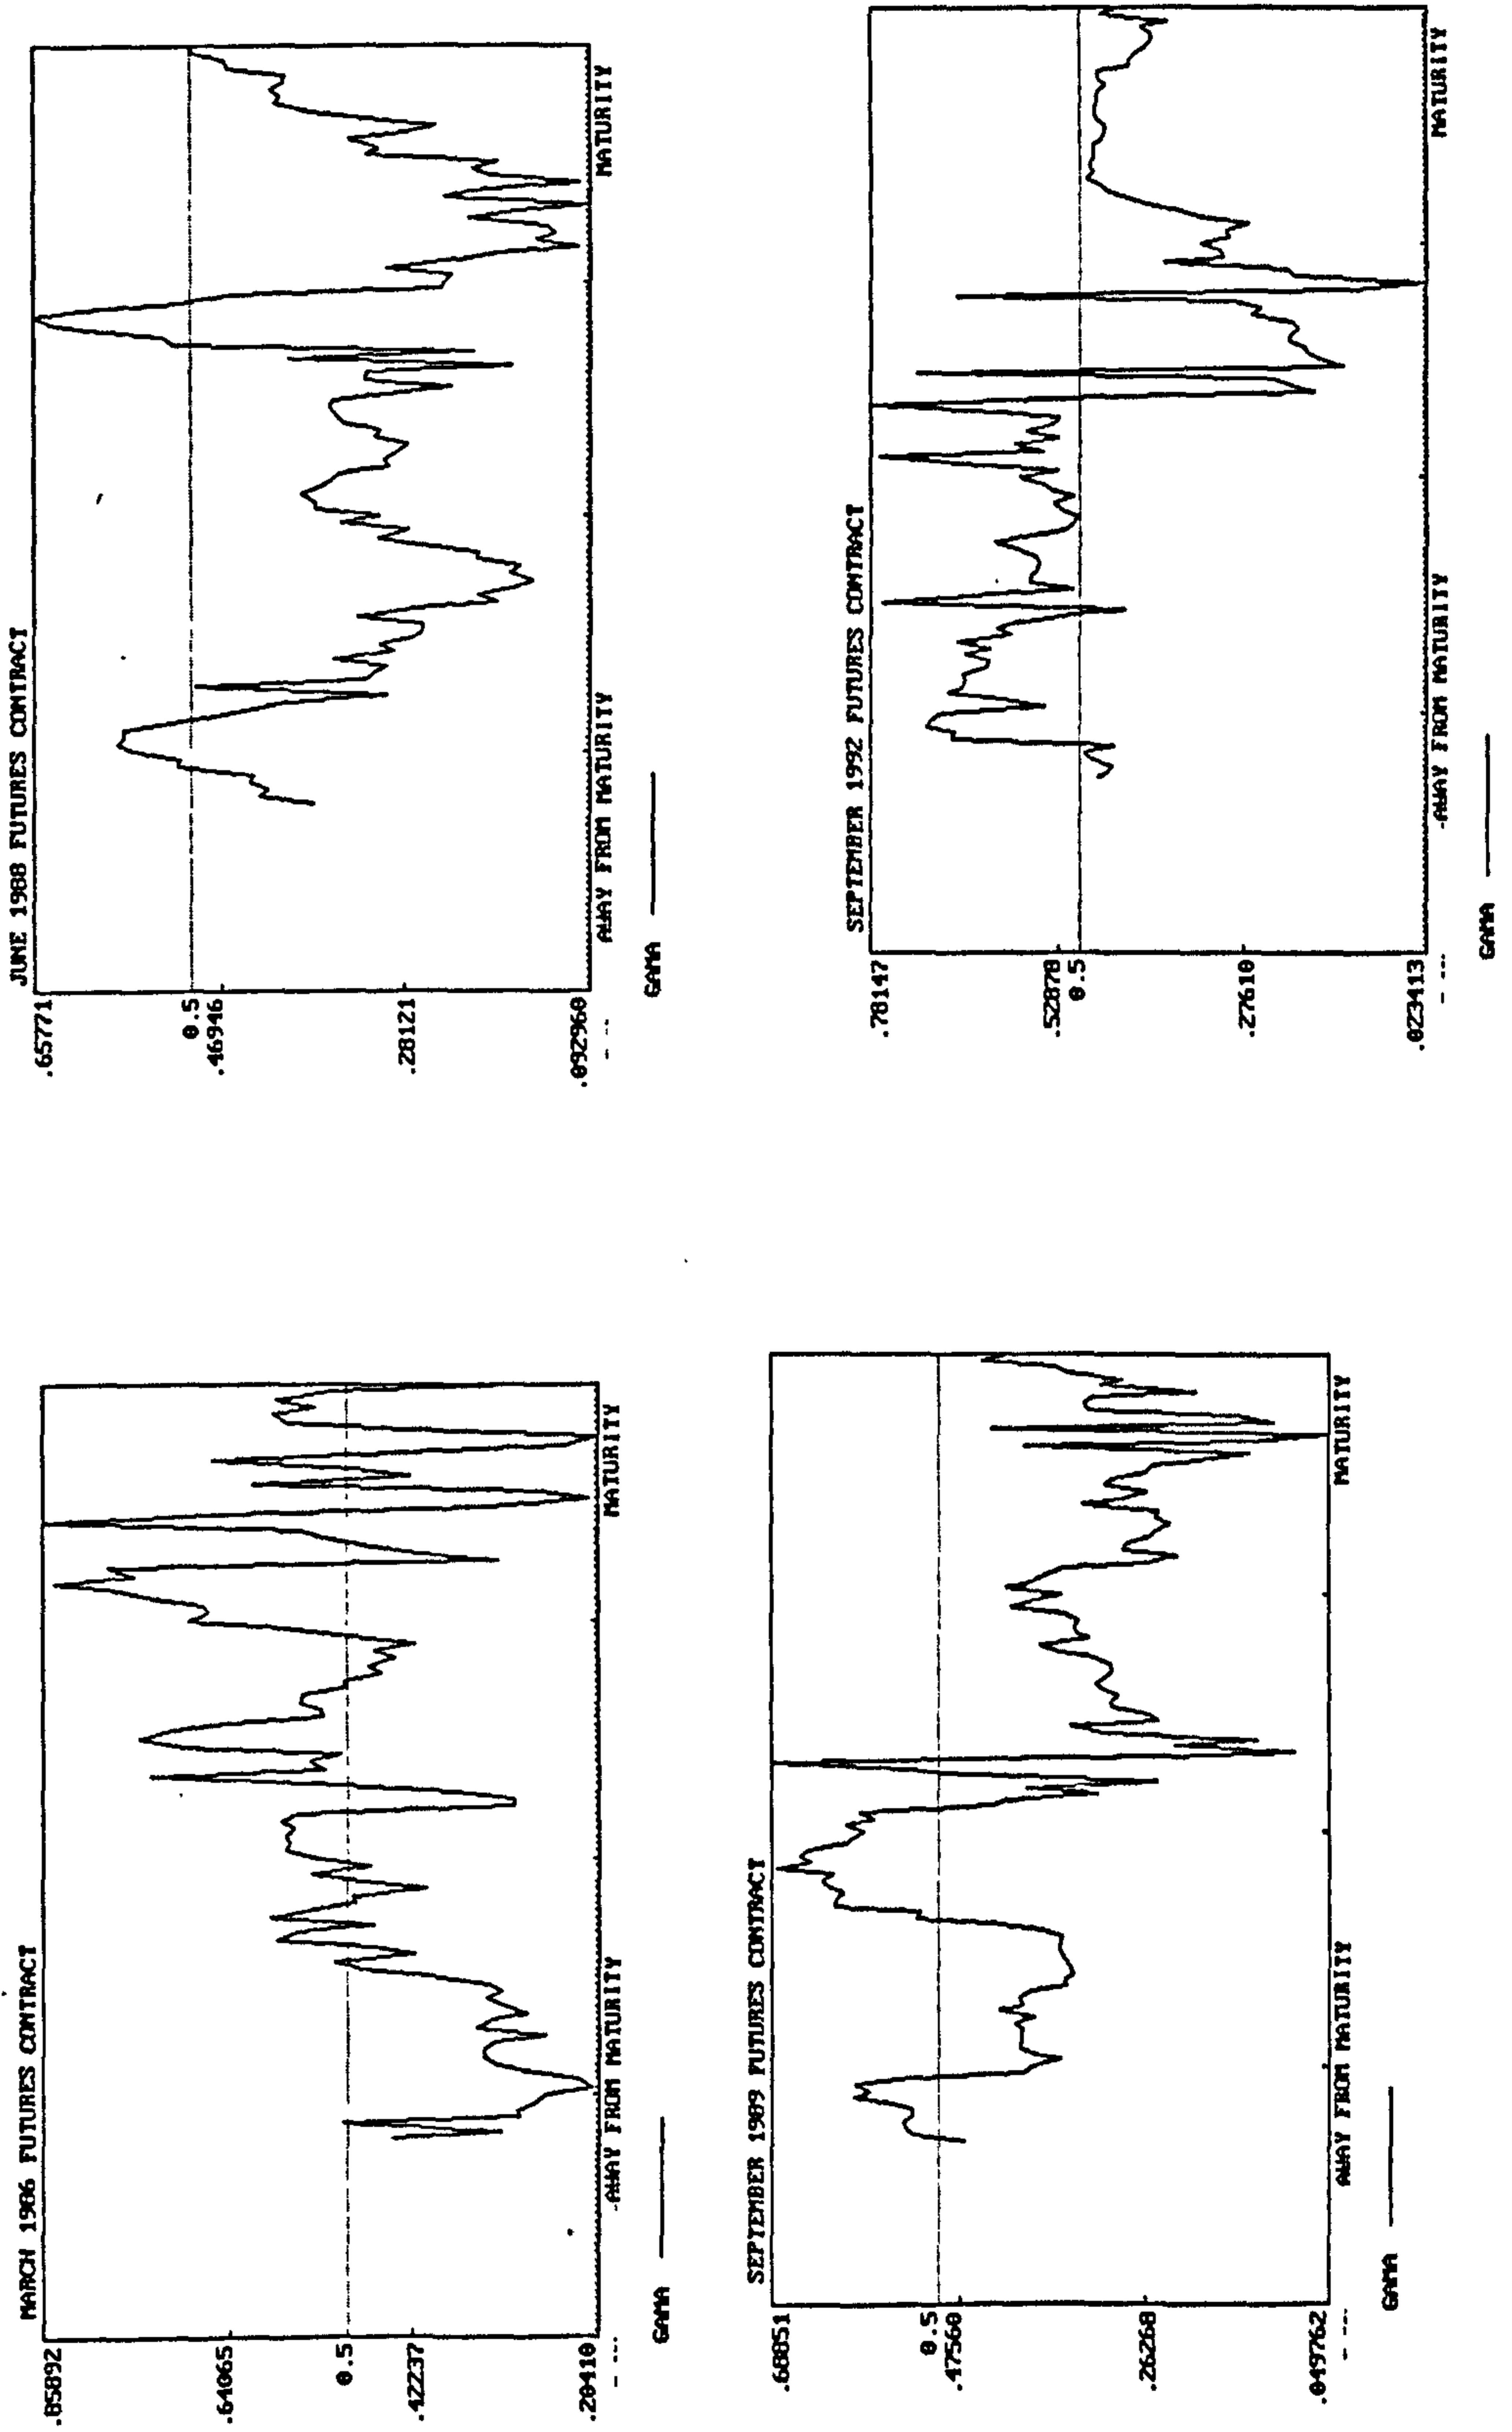 MARCH 1986 FUTURES CONTRACT
.85892
.64065
0.5
.42237
.20410
AWAY FROM MATURITY
MATURITY
GAMA
JUNE 1988 FUTURES CONTRACT
.65771
0.5
.46946
.28121
.092960
AWAY FROM MATURITY
MATURITY
GAMA
SEPTEMBER 1989 FUTURES CONTRACT
.68851
0.5
.47560
.26268
.049762
AWAY FROM MATURITY
MATURITY
GAMA
SEPTEMBER 1992 FUTURES CONTRACT
.78147
.52878
0.5
.27610
.023413
AWAY FROM MATURITY
MATURITY
GAMA